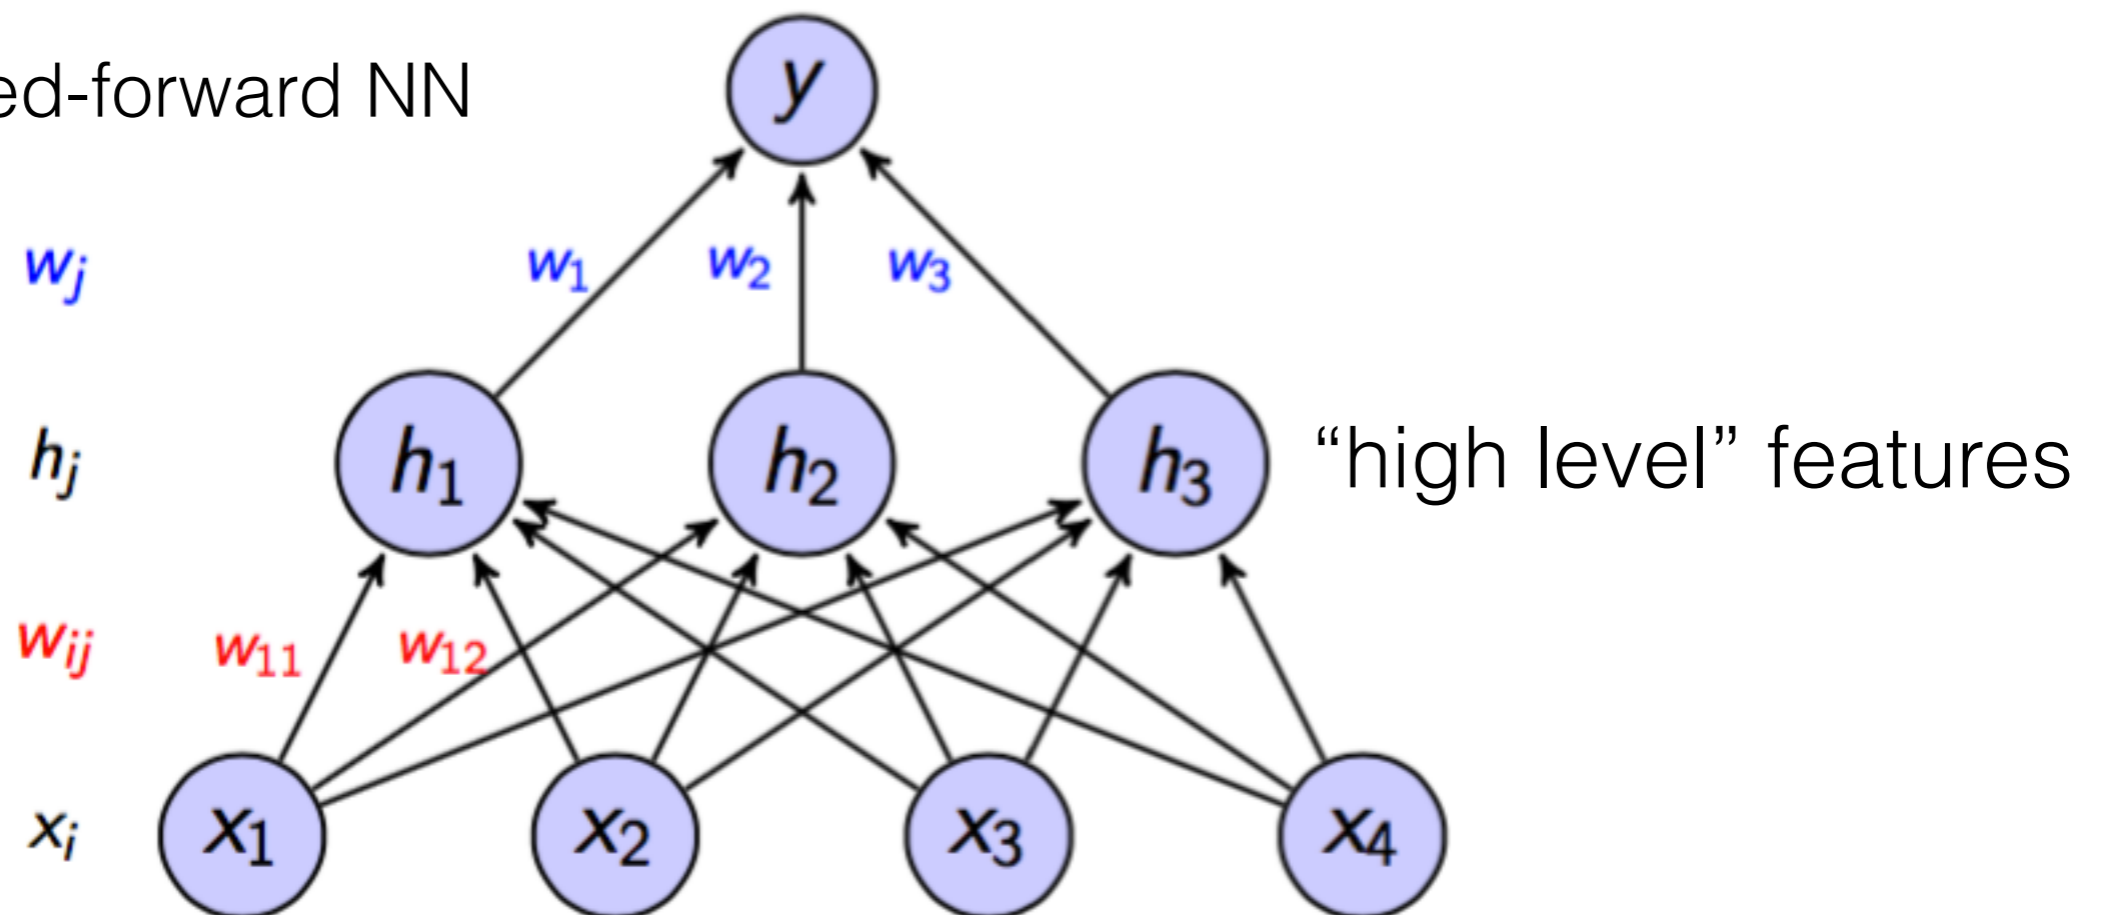 ed-forward NN
y
wj w1 w2 w3
hj h1 h2 h3 “high level” features
wij w11 w12
xi x1 x2 x3 x4